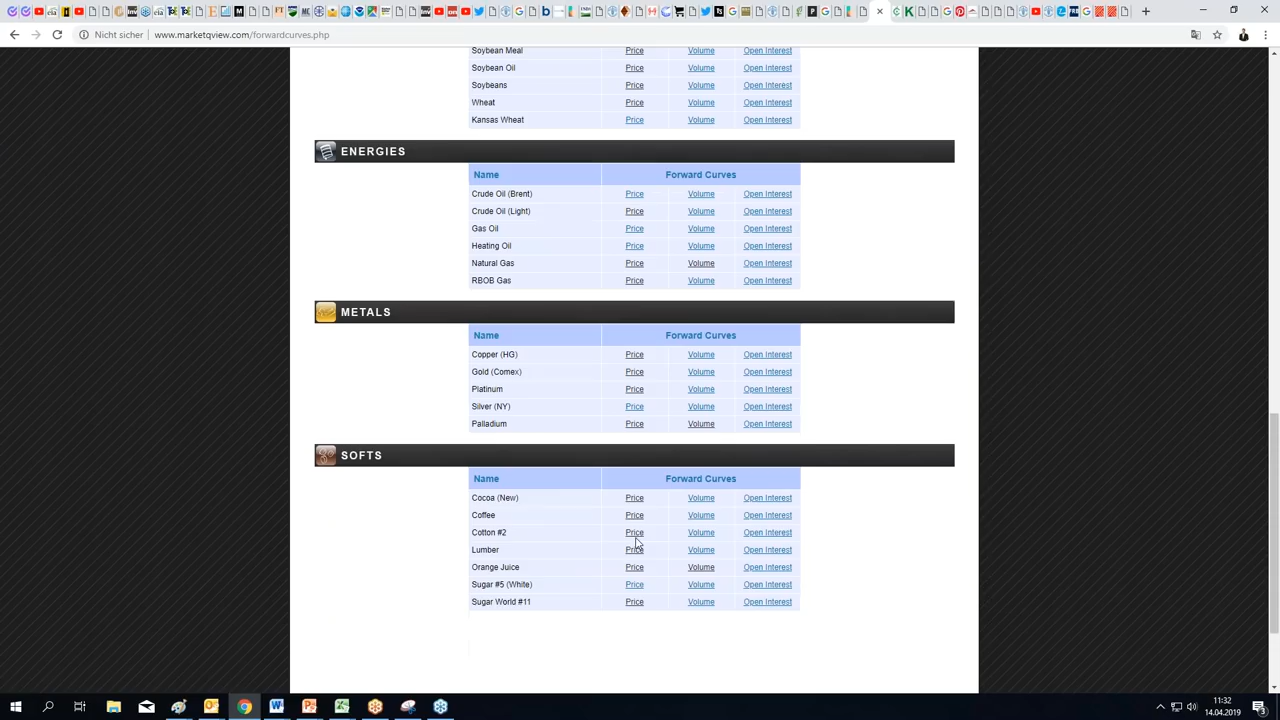 Nicht sicher | www.marketqview.com/forwardcurves.php
Soybean Meal Price Volume Open Interest
Soybean Oil Price Volume Open Interest
Soybeans Price Volume Open Interest
Wheat Price Volume Open Interest
Kansas Wheat Price Volume Open Interest
ENERGIES
Name Forward Curves
Crude Oil (Brent) Price Volume Open Interest
Crude Oil (Light) Price Volume Open Interest
Gas Oil Price Volume Open Interest
Heating Oil Price Volume Open Interest
Natural Gas Price Volume Open Interest
RBOB Gas Price Volume Open Interest
METALS
Name Forward Curves
Copper (HG) Price Volume Open Interest
Gold (Comex) Price Volume Open Interest
Platinum Price Volume Open Interest
Silver (NY) Price Volume Open Interest
Palladium Price Volume Open Interest
SOFTS
Name Forward Curves
Cocoa (New) Price Volume Open Interest
Coffee Price Volume Open Interest
Cotton #2 Price Volume Open Interest
Lumber Price Volume Open Interest
Orange Juice Price Volume Open Interest
Sugar #5 (White) Price Volume Open Interest
Sugar World #11 Price Volume Open Interest
11:32
14.04.2019